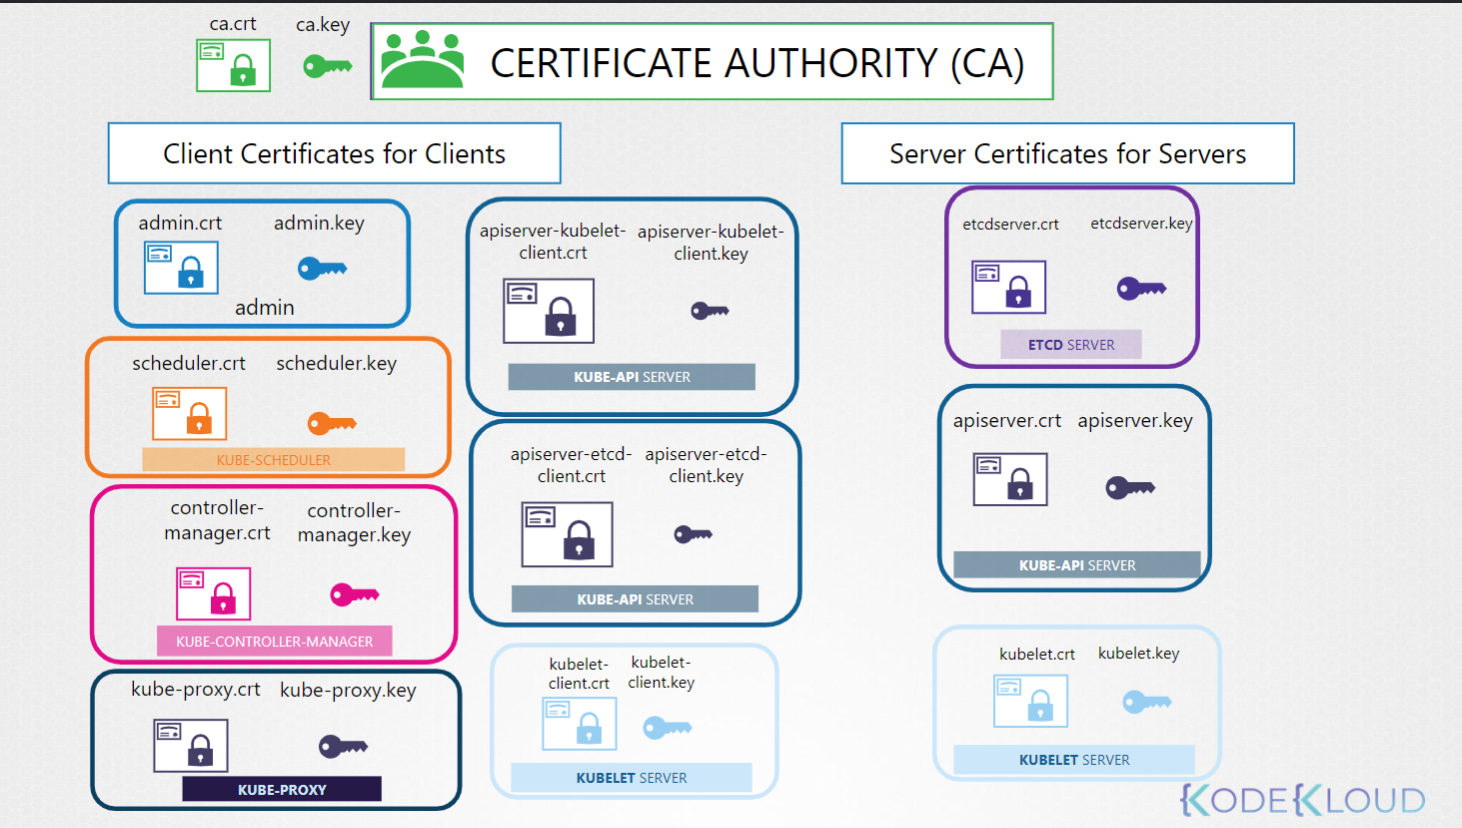 ca.crt
ca.key
CERTIFICATE AUTHORITY (CA)
Client Certificates for Clients
admin.crt
admin.key
admin
scheduler.crt
scheduler.key
KUBE-SCHEDULER
controller-
manager.crt
controller-
manager.key
KUBE-CONTROLLER-MANAGER
kube-proxy.crt
kube-proxy.key
KUBE-PROXY
apiserver-kubelet-
client.crt
apiserver-kubelet-
client.key
KUBE-API SERVER
apiserver-etcd-
client.crt
apiserver-etcd-
client.key
KUBE-API SERVER
kubelet-
client.crt
kubelet-
client.key
KUBELET SERVER
Server Certificates for Servers
etcdserver.crt
etcdserver.key
ETCD SERVER
apiserver.crt
apiserver.key
KUBE-API SERVER
kubelet.crt
kubelet.key
KUBELET SERVER
KODEKLOUD